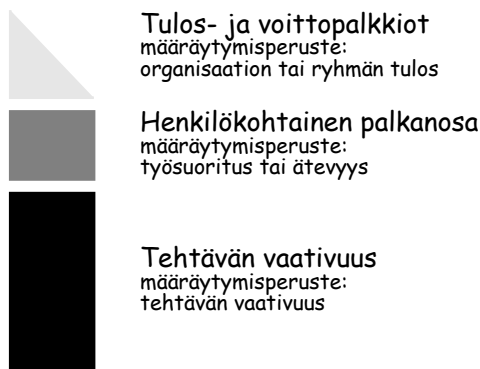 Tulos- ja voittopalkkiot
määräytymisperuste:
organisaation tai ryhmän tulos
Henkilökohtainen palkanosa
määräytymisperuste:
työsuoritus tai ätevyys
Tehtävän vaativuus
määräytymisperuste:
tehtävän vaativuus